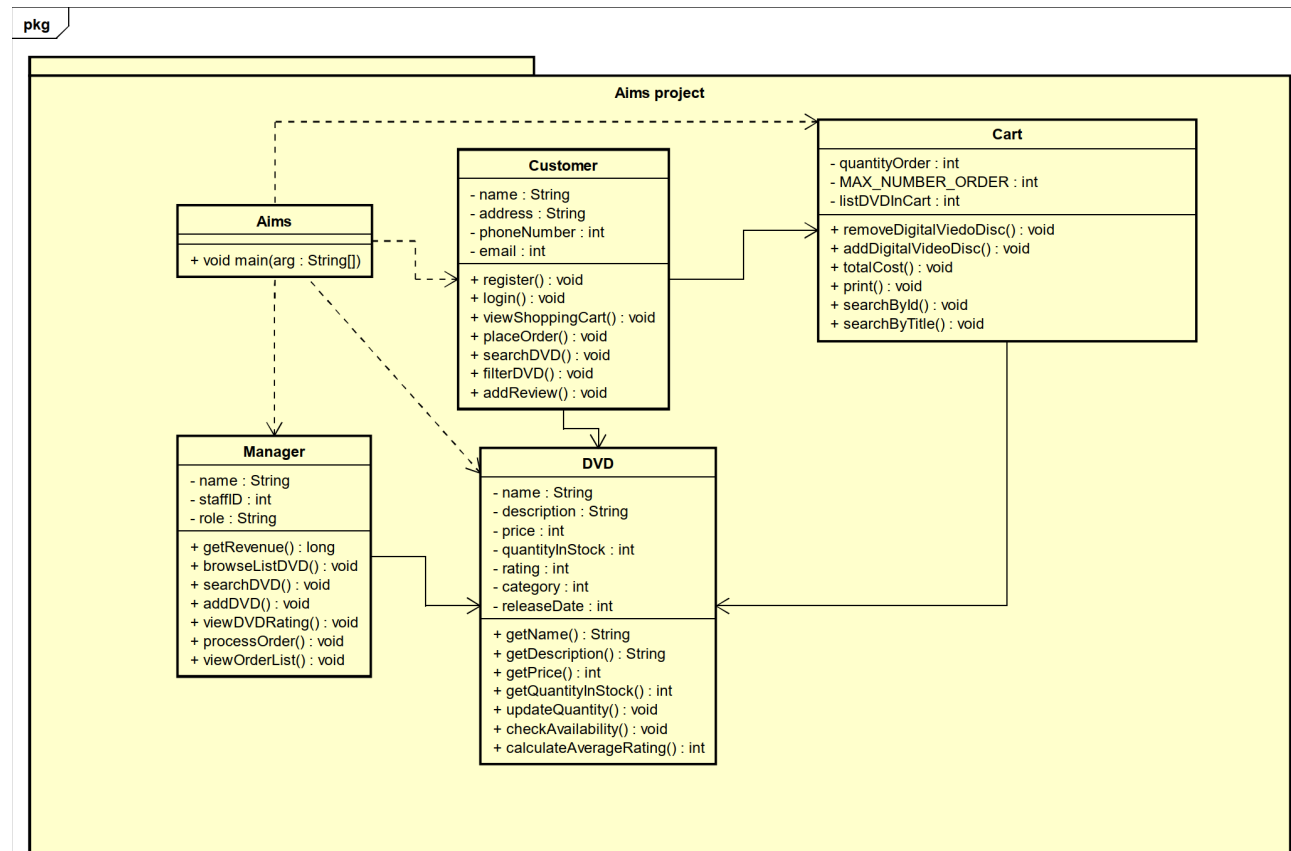 pkg
Aims project
Aims
+ void main(arg : String[])
Customer
- name : String
- address : String
- phoneNumber : int
- email : int
+ register() : void
+ login() : void
+ viewShoppingCart() : void
+ placeOrder() : void
+ searchDVD() : void
+ filterDVD() : void
+ addReview() : void
Cart
- quantityOrder : int
- MAX_NUMBER_ORDER : int
- listDVDInCart : int
+ removeDigitalViedoDisc() : void
+ addDigitalVideoDisc() : void
+ totalCost() : void
+ print() : void
+ searchById() : void
+ searchByTitle() : void
Manager
- name : String
- staffID : int
- role : String
+ getRevenue() : long
+ browseListDVD() : void
+ searchDVD() : void
+ addDVD() : void
+ viewDVDRating() : void
+ processOrder() : void
+ viewOrderList() : void
DVD
- name : String
- description : String
- price : int
- quantityInStock : int
- rating : int
- category : int
- releaseDate : int
+ getName() : String
+ getDescription() : String
+ getPrice() : int
+ getQuantityInStock() : int
+ updateQuantity() : void
+ checkAvailability() : void
+ calculateAverageRating() : int